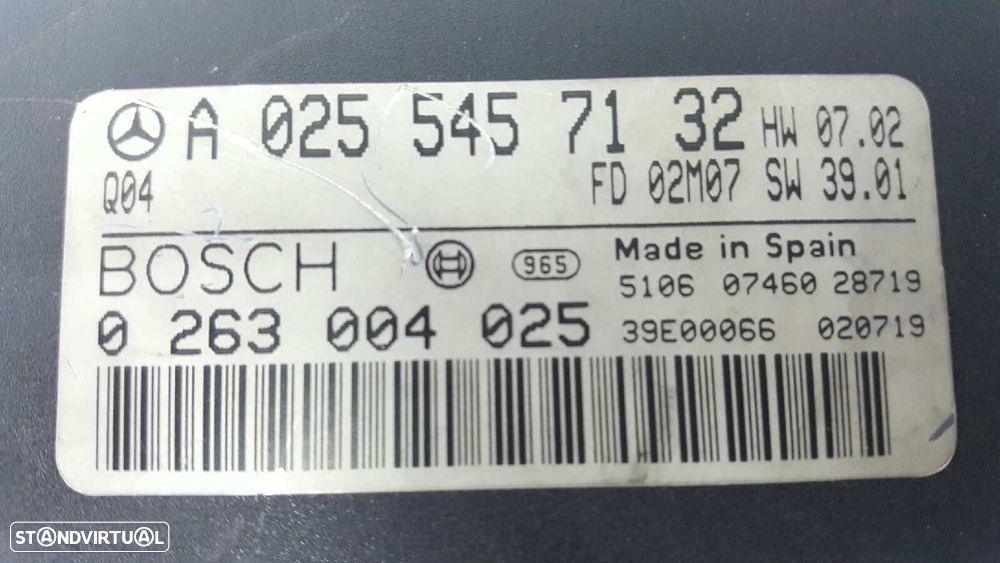 A 025 545 71 32 HW 07.02
Q04 FD 02M07 SW 39.01
BOSCH 965 Made in Spain
5106 07460 28719
0 263 004 025 39E00066 020719
STANDVIRTUAL